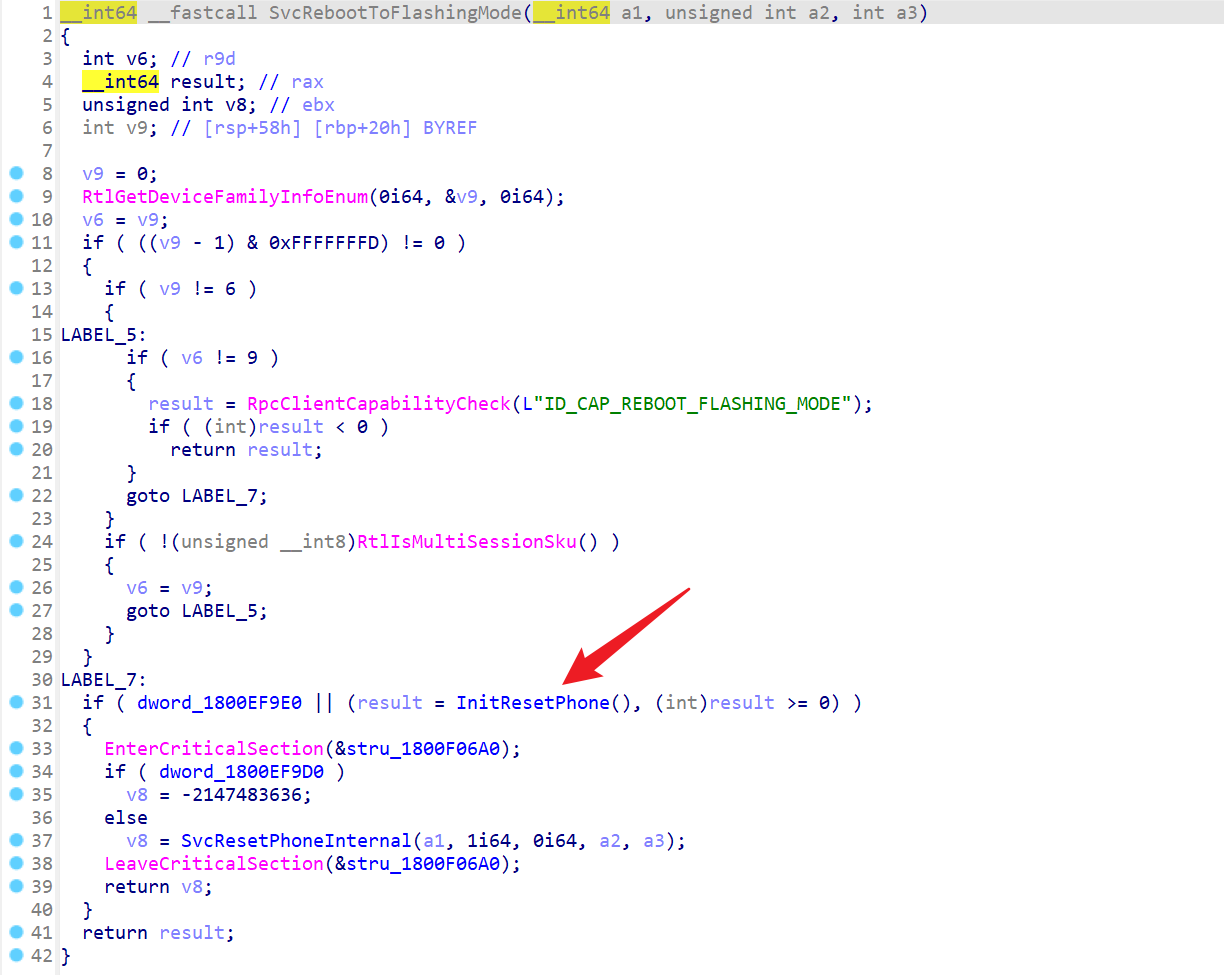 1 __int64 __fastcall SvcRebootToFlashingMode(__int64 a1, unsigned int a2, int a3)
2 {
3   int v6; // r9d
4   __int64 result; // rax
5   unsigned int v8; // ebx
6   int v9; // [rsp+58h] [rbp+20h] BYREF
7
8   v9 = 0;
9   RtlGetDeviceFamilyInfoEnum(0i64, &v9, 0i64);
10   v6 = v9;
11   if ( ((v9 - 1) & 0xFFFFFFFD) != 0 )
12   {
13     if ( v9 != 6 )
14     {
15 LABEL_5:
16       if ( v6 != 9 )
17       {
18         result = RpcClientCapabilityCheck(L"ID_CAP_REBOOT_FLASHING_MODE");
19         if ( (int)result < 0 )
20           return result;
21       }
22       goto LABEL_7;
23     }
24     if ( !(unsigned __int8)RtlIsMultiSessionSku() )
25     {
26       v6 = v9;
27       goto LABEL_5;
28     }
29   }
30 LABEL_7:
31   if ( dword_1800EF9E0 || (result = InitResetPhone(), (int)result >= 0) )
32   {
33     EnterCriticalSection(&stru_1800F06A0);
34     if ( dword_1800EF9D0 )
35       v8 = -2147483636;
36     else
37       v8 = SvcResetPhoneInternal(a1, 1i64, 0i64, a2, a3);
38     LeaveCriticalSection(&stru_1800F06A0);
39     return v8;
40   }
41   return result;
42 }